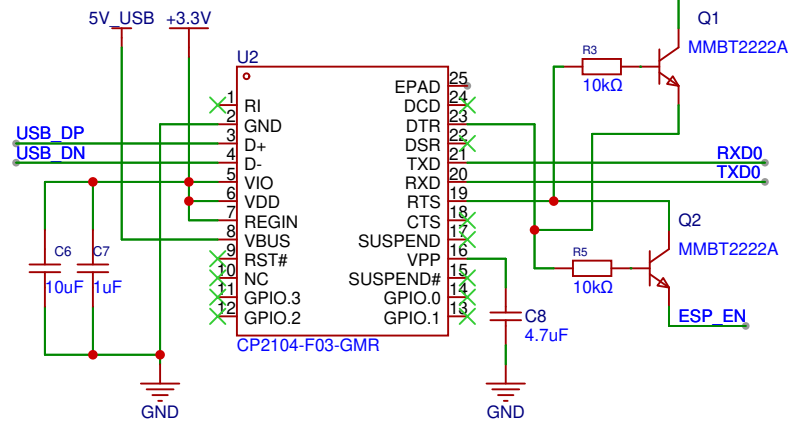 5V_USB
+3.3V
Q1
MMBT2222A
R3
10kΩ
U2
EPAD 25
1 RI
DCD 24
2 GND
DTR 23
USB_DP
3 D+
DSR 22
USB_DN
4 D-
TXD 21
RXD0
5 VIO
RXD 20
TXD0
6 VDD
RTS 19
7 REGIN
CTS 18
8 VBUS
SUSPEND 17
9 RST#
VPP 16
10 NC
SUSPEND# 15
11 GPIO.3
GPIO.0 14
12 GPIO.2
GPIO.1 13
CP2104-F03-GMR
Q2
MMBT2222A
R5
10kΩ
ESP_EN
C6
10uF
C7
1uF
C8
4.7uF
GND
GND